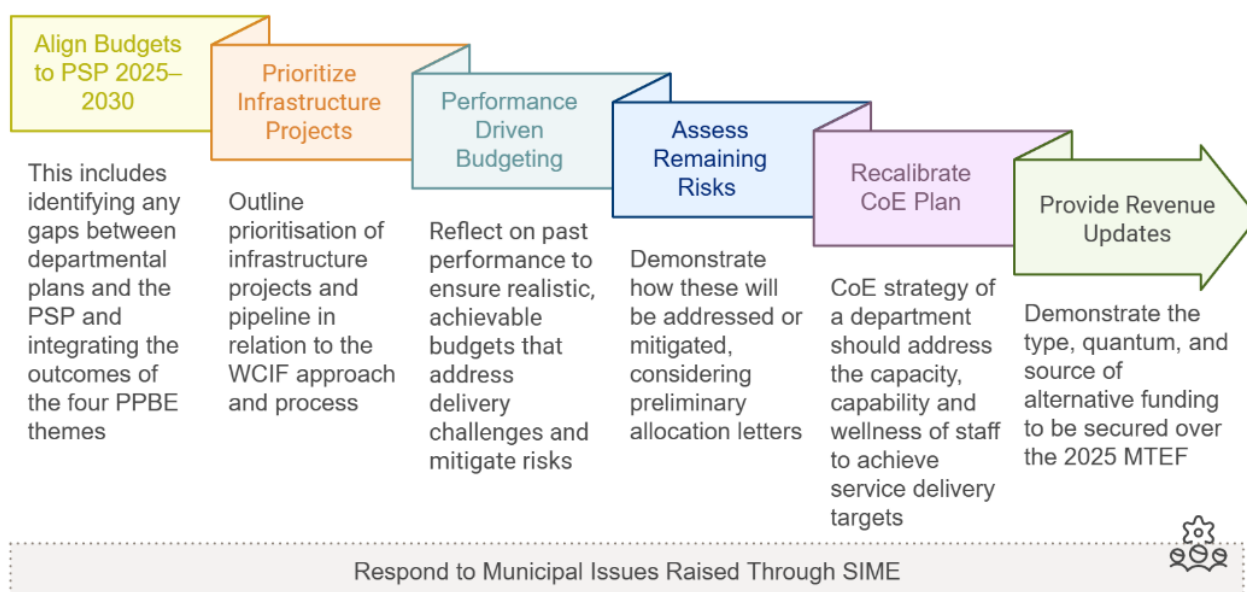 Align Budgets
to PSP 2025–
2030
This includes
identifying any
gaps between
departmental
plans and the
PSP and
integrating the
outcomes of
the four PPBE
themes
Prioritize
Infrastructure
Projects
Outline
prioritisation of
infrastructure
projects and
pipeline in
relation to the
WCIF approach
and process
Performance
Driven
Budgeting
Reflect on past
performance to
ensure realistic,
achievable
budgets that
address
delivery
challenges and
mitigate risks
Assess
Remaining
Risks
Demonstrate
how these will
be addressed or
mitigated,
considering
preliminary
allocation letters
Recalibrate
CoE Plan
CoE strategy of
a department
should address
the capacity,
capability and
wellness of staff
to achieve
service delivery
targets
Provide Revenue
Updates
Demonstrate the
type, quantum, and
source of
alternative funding
to be secured over
the 2025 MTEF
Respond to Municipal Issues Raised Through SIME